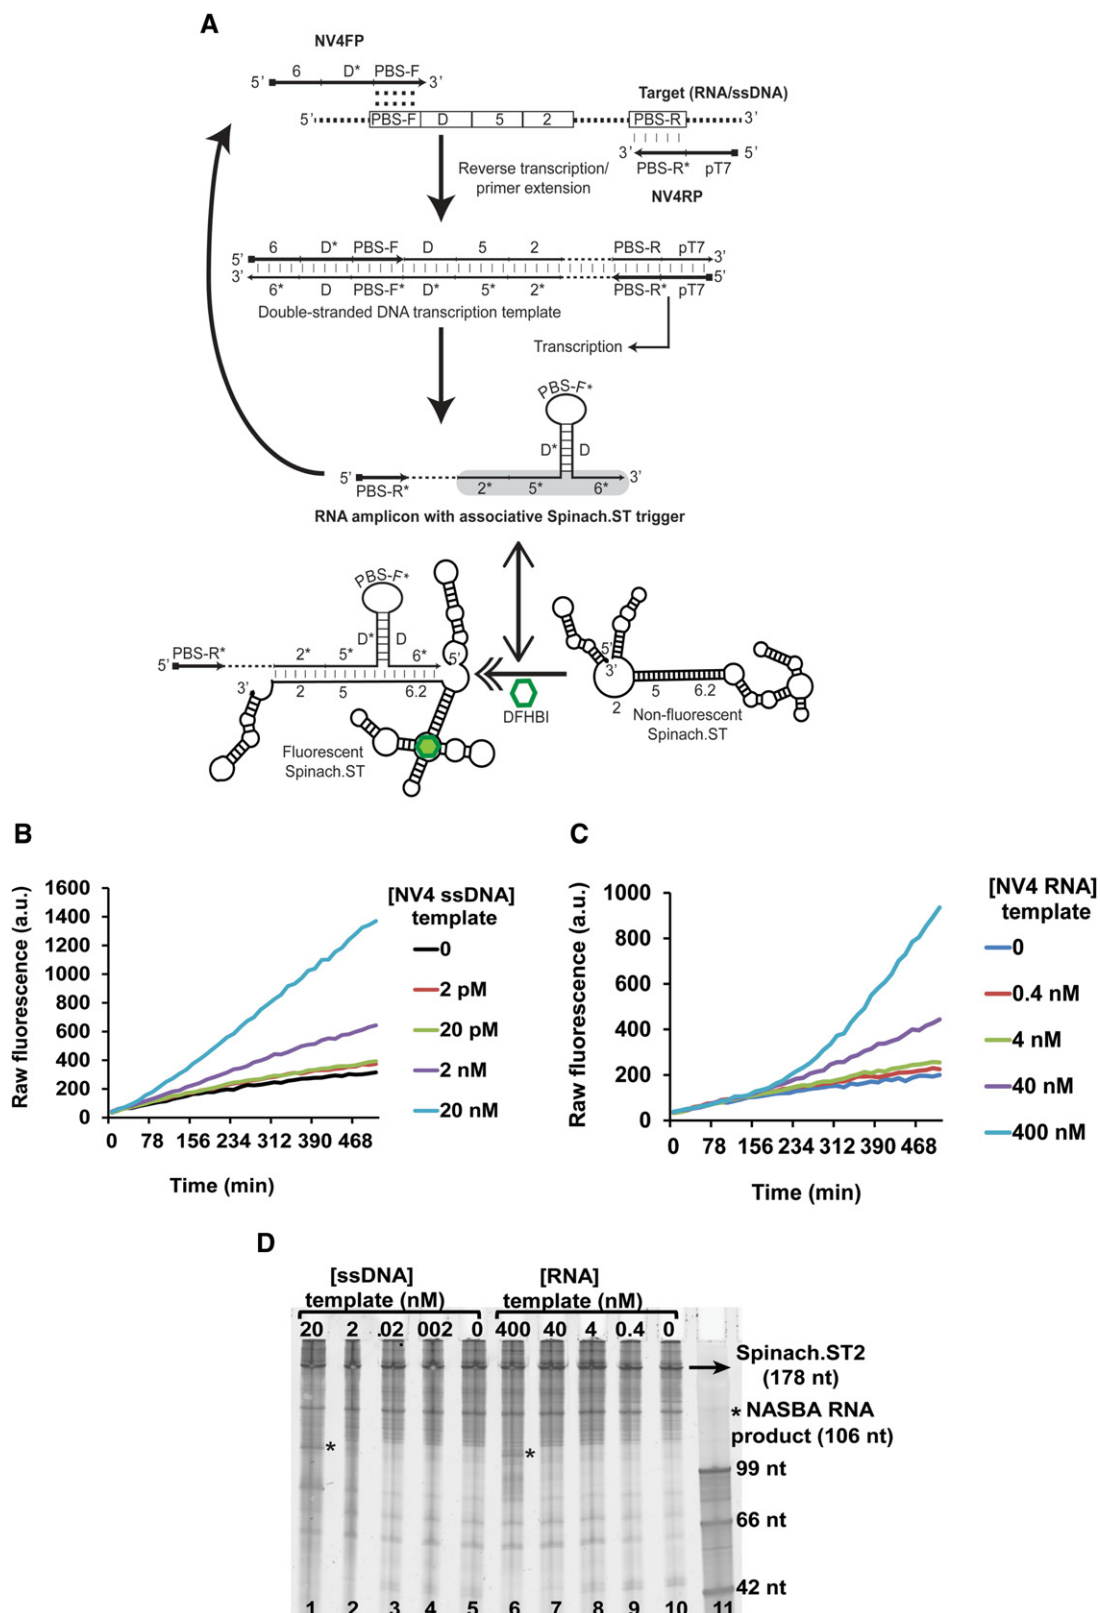 A
NV4FP
5’ 6 D* PBS-F 3’
Target (RNA/ssDNA)
5’ PBS-F D 5 2 PBS-R 3’
3’ 5’
PBS-R* pT7
NV4RP
Reverse transcription/
primer extension
6 D* PBS-F D 5 2 PBS-R pT7
5’ 3’
3’ 5’
6* D PBS-F* D* 5* 2* PBS-R* pT7
Double-stranded DNA transcription template
Transcription
PBS-F*
D* D
5’ 3’
PBS-R* 2* 5* 6*
RNA amplicon with associative Spinach.ST trigger
PBS-F*
D* D
PBS-R* 2* 5* 6* 5’
5’
3’ 2 5 6.2
Fluorescent
Spinach.ST
DFHBI
5’
3’
2 5 6.2
Non-fluorescent
Spinach.ST
B
Raw fluorescence (a.u.)
1600
1400
1200
1000
800
600
400
200
0
0 78 156 234 312 390 468
Time (min)
[NV4 ssDNA]
template
0
2 pM
20 pM
2 nM
20 nM
C
Raw fluorescence (a.u.)
1000
800
600
400
200
0
0 78 156 234 312 390 468
Time (min)
[NV4 RNA]
template
0
0.4 nM
4 nM
40 nM
400 nM
D
[ssDNA]
template (nM)
[RNA]
template (nM)
20 2 .02 002 0 400 40 4 0.4 0
Spinach.ST2
(178 nt)
* NASBA RNA
product (106 nt)
* *
99 nt
66 nt
42 nt
1 2 3 4 5 6 7 8 9 10 11